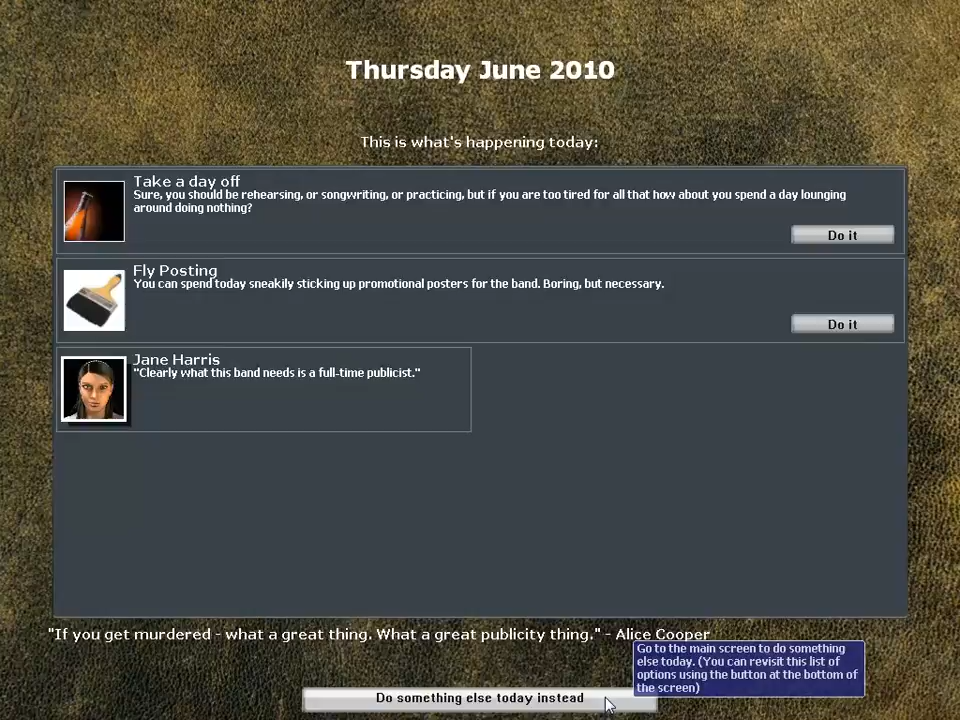 Thursday June 2010
This is what's happening today:
Take a day off
Sure, you should be rehearsing, or songwriting, or practicing, but if you are too tired for all that how about you spend a day lounging
around doing nothing?
Do it
Fly Posting
You can spend today sneakily sticking up promotional posters for the band. Boring, but necessary.
Do it
Jane Harris
"Clearly what this band needs is a full-time publicist."
"If you get murdered - what a great thing. What a great publicity thing." - Alice Cooper
Go to the main screen to do something
else today. (You can revisit this list of
options using the button at the bottom of
the screen)
Do something else today instead